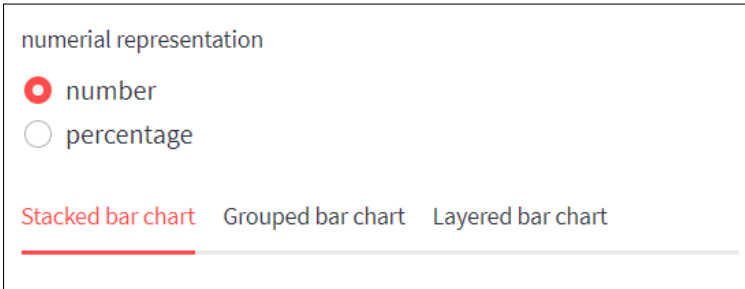 numerial representation
number
percentage
Stacked bar chart Grouped bar chart Layered bar chart